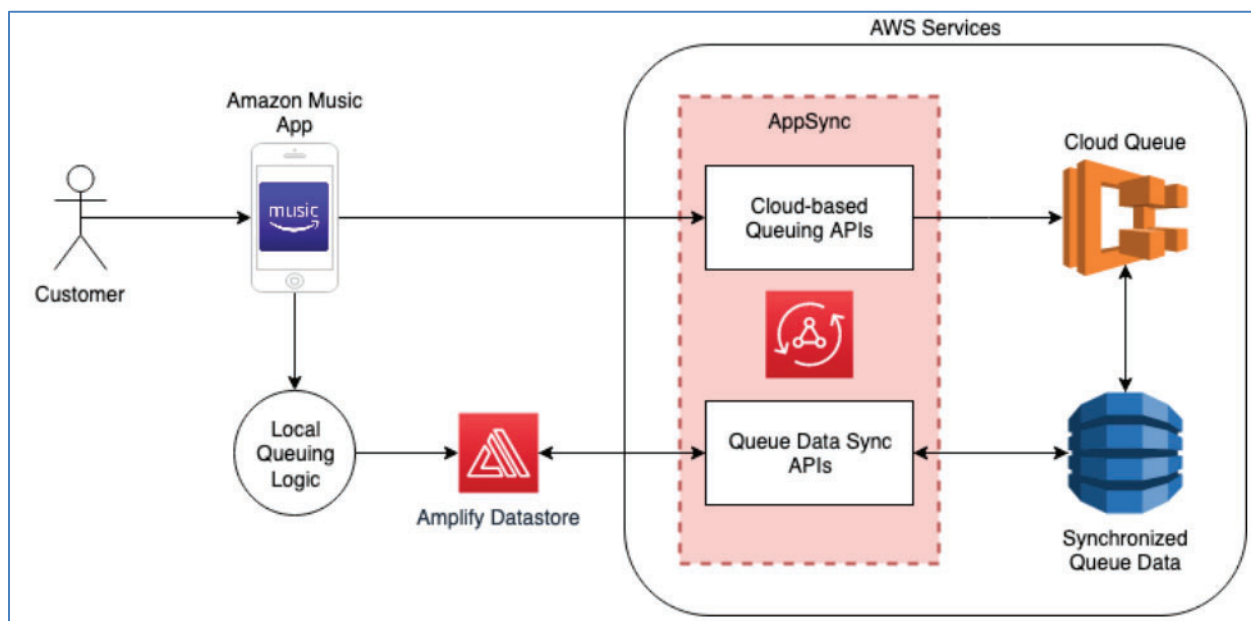 AWS Services
Amazon Music
App
music
Customer
AppSync
Cloud-based
Queuing APIs
Cloud Queue
Local
Queuing
Logic
Amplify Datastore
Queue Data Sync
APIs
Synchronized
Queue Data